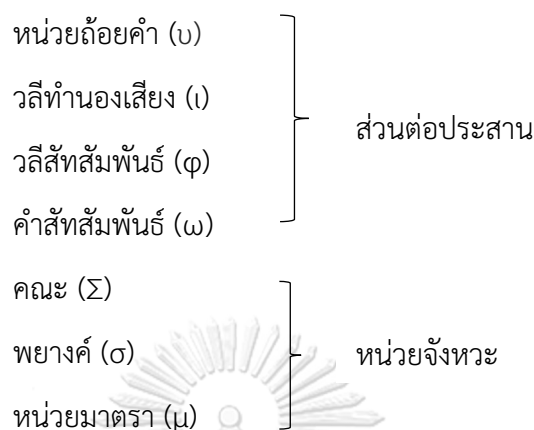 หน่วยถ้อยคำ (υ)
วลีทำนองเสียง (ι)
ส่วนต่อประสาน
วลีสัทสัมพันธ์ (φ)
คำสัทสัมพันธ์ (ω)
คณะ (Σ)
พยางค์ (σ)
หน่วยจังหวะ
หน่วยมาตรา (μ)